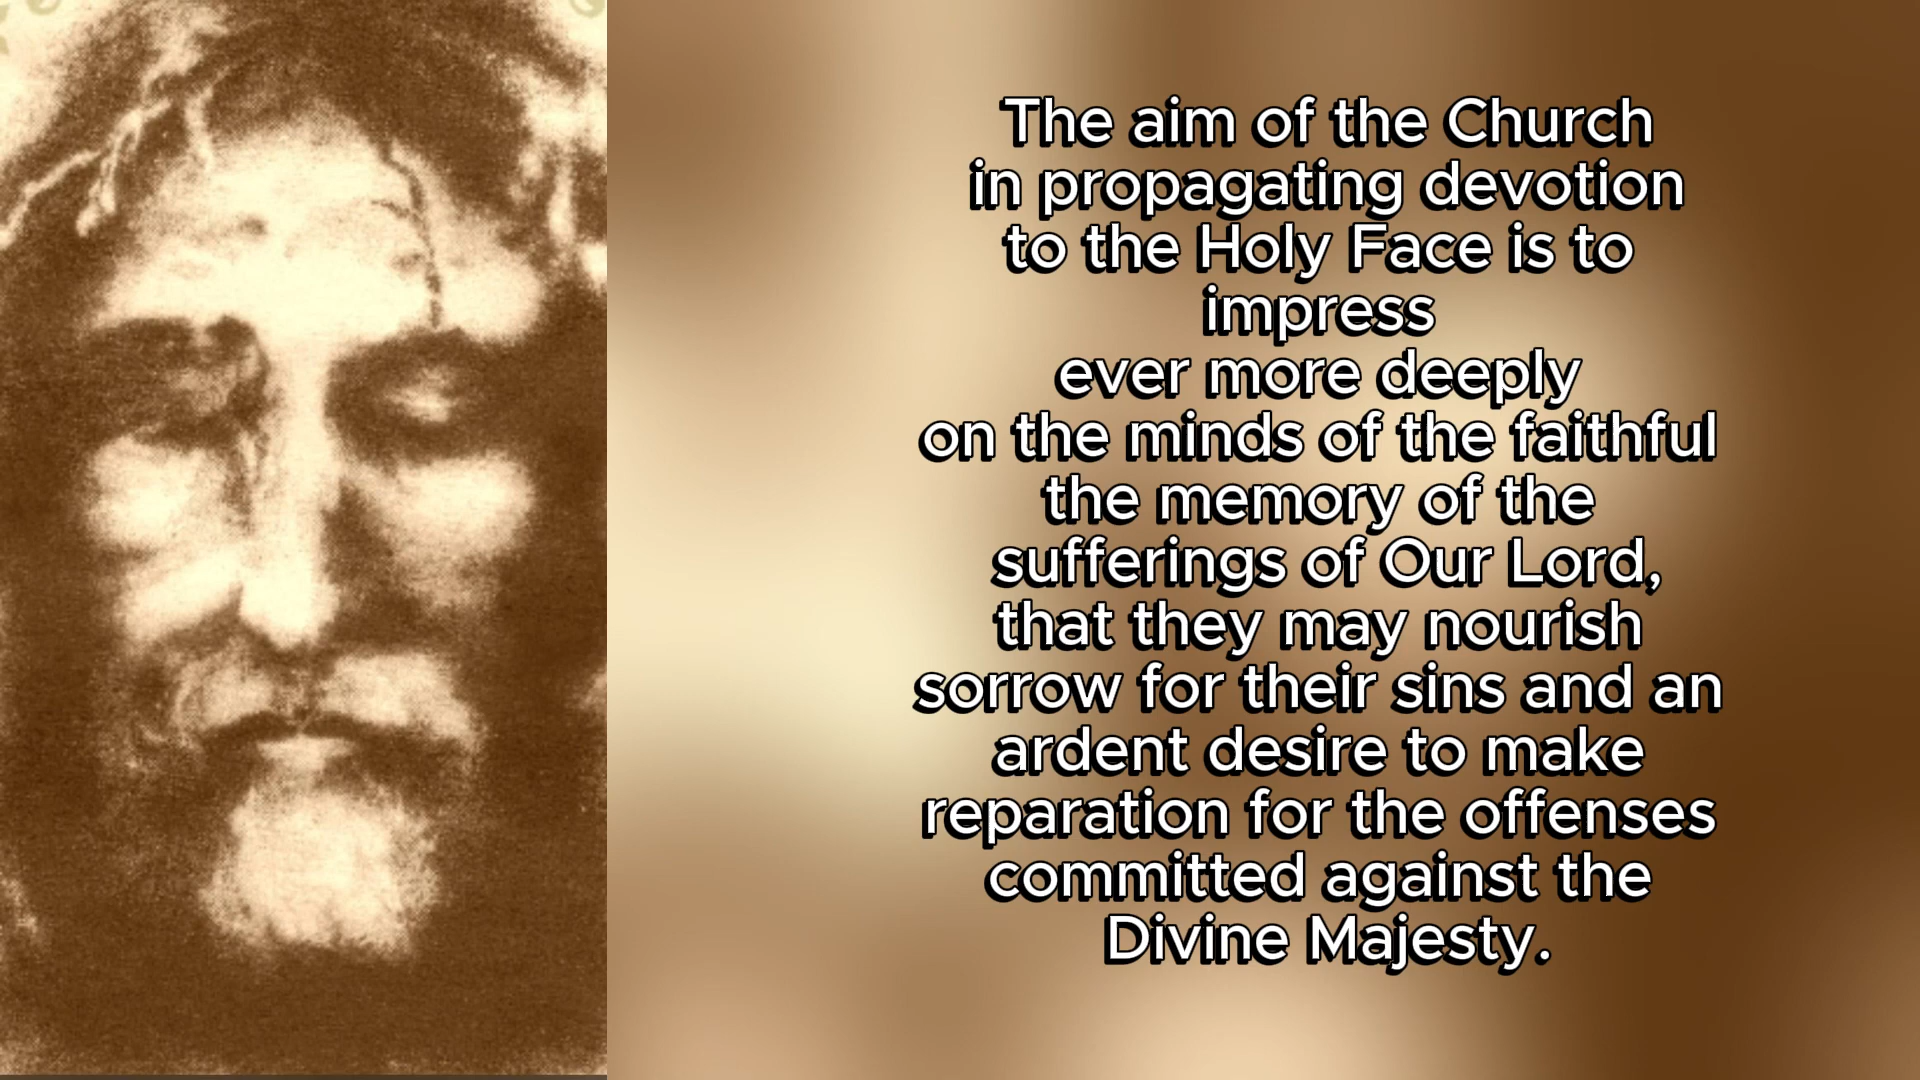 The aim of the Church
in propagating devotion
to the Holy Face is to
impress
ever more deeply
on the minds of the faithful
the memory of the
sufferings of Our Lord,
that they may nourish
sorrow for their sins and an
ardent desire to make
reparation for the offenses
committed against the
Divine Majesty.